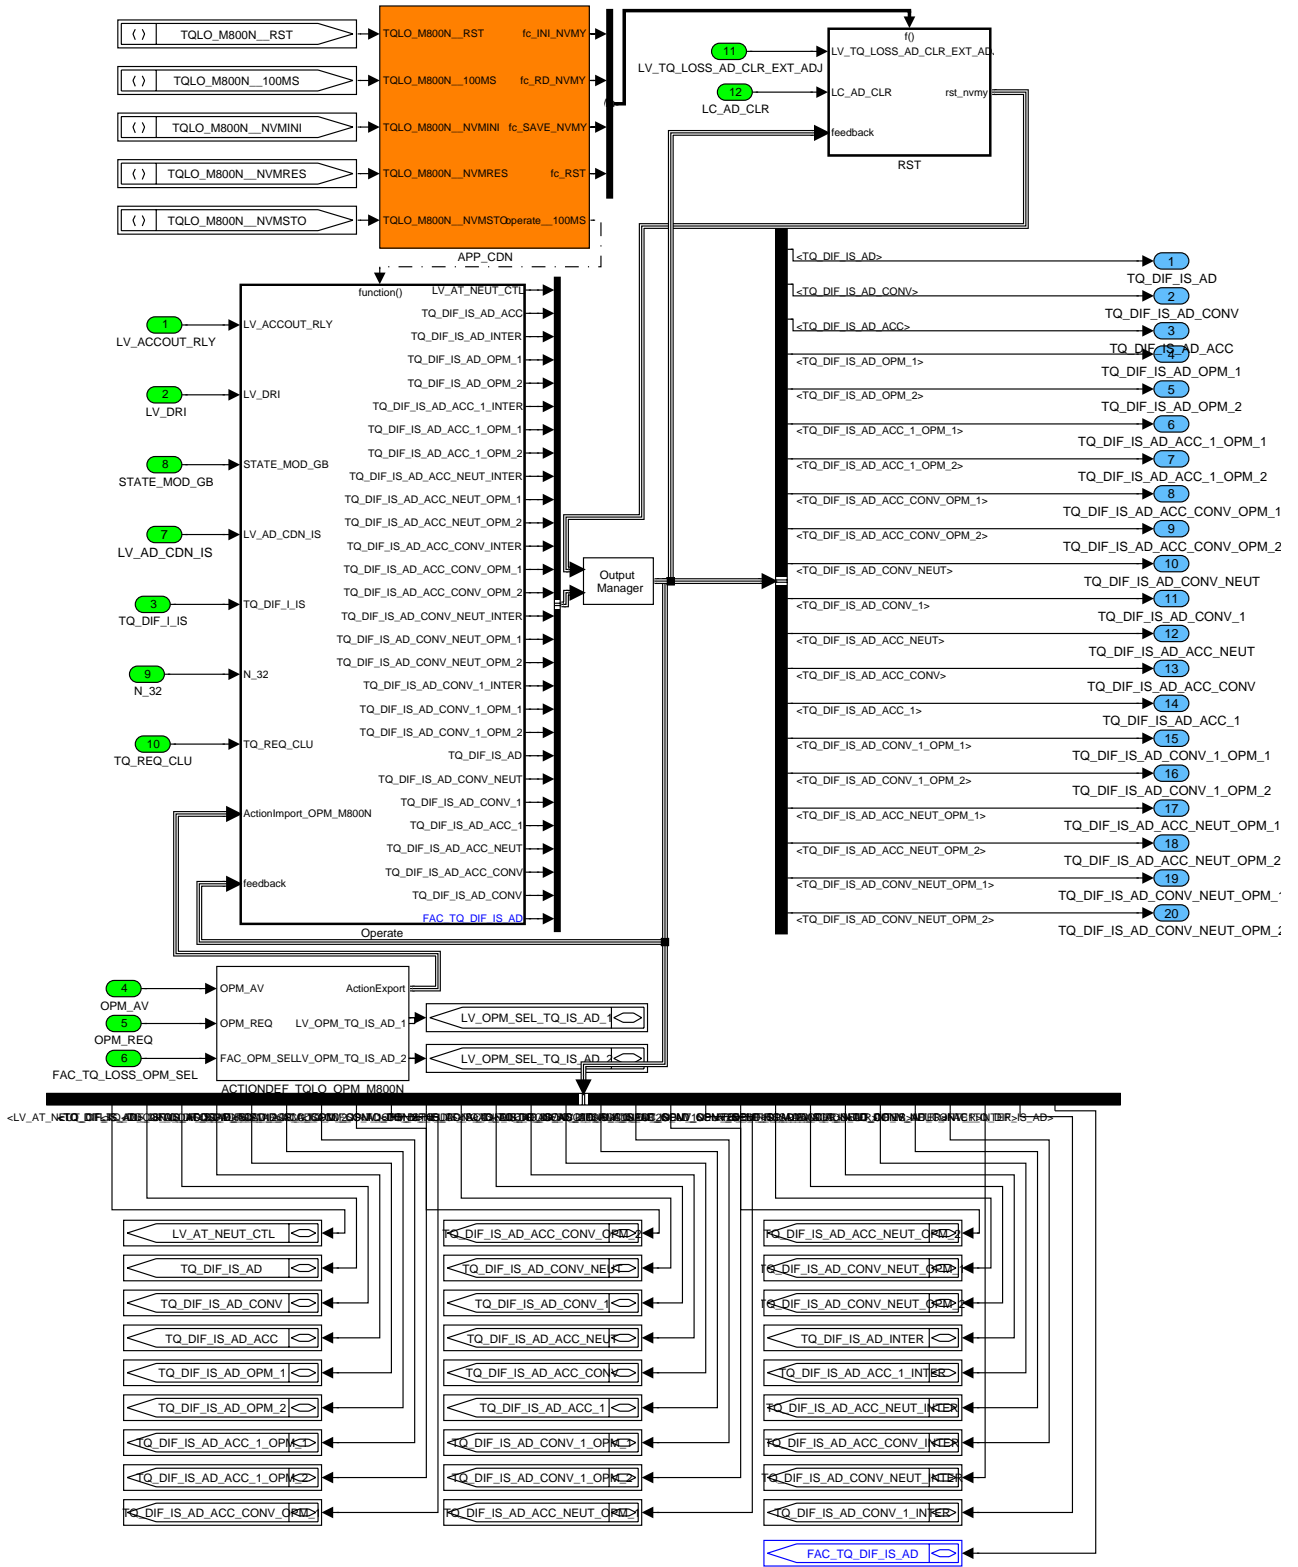 TQLO_M800N__RST
TQLO_M800N__100MS
TQLO_M800N__NVMINI
TQLO_M800N__NVMRES
TQLO_M800N__NVMSTO
TQLO_M800N__RST
TQLO_M800N__100MS
TQLO_M800N__NVMINI
TQLO_M800N__NVMRES
TQLO_M800N__NVMSTO
fc_INI_NVMY
fc_RD_NVMY
fc_SAVE_NVMY
fc_RST
operate__100MS
APP_CDN
11
LV_TQ_LOSS_AD_CLR_EXT_ADJ
12
LC_AD_CLR
f()
LV_TQ_LOSS_AD_CLR_EXT_ADJ
LC_AD_CLR
feedback
rst_nvmy
RST
1
LV_ACCOUT_RLY
2
LV_DRI
8
STATE_MOD_GB
7
LV_AD_CDN_IS
3
TQ_DIF_I_IS
9
N_32
10
TQ_REQ_CLU
function()
LV_ACCOUT_RLY
LV_DRI
STATE_MOD_GB
LV_AD_CDN_IS
TQ_DIF_I_IS
N_32
TQ_REQ_CLU
ActionImport_OPM_M800N
feedback
LV_AT_NEUT_CTL
TQ_DIF_IS_AD_ACC
TQ_DIF_IS_AD_INTER
TQ_DIF_IS_AD_OPM_1
TQ_DIF_IS_AD_OPM_2
TQ_DIF_IS_AD_ACC_1_INTER
TQ_DIF_IS_AD_ACC_1_OPM_1
TQ_DIF_IS_AD_ACC_1_OPM_2
TQ_DIF_IS_AD_ACC_NEUT_INTER
TQ_DIF_IS_AD_ACC_NEUT_OPM_1
TQ_DIF_IS_AD_ACC_NEUT_OPM_2
TQ_DIF_IS_AD_ACC_CONV_INTER
TQ_DIF_IS_AD_ACC_CONV_OPM_1
TQ_DIF_IS_AD_ACC_CONV_OPM_2
TQ_DIF_IS_AD_CONV_NEUT_INTER
TQ_DIF_IS_AD_CONV_NEUT_OPM_1
TQ_DIF_IS_AD_CONV_NEUT_OPM_2
TQ_DIF_IS_AD_CONV_1_INTER
TQ_DIF_IS_AD_CONV_1_OPM_1
TQ_DIF_IS_AD_CONV_1_OPM_2
TQ_DIF_IS_AD
TQ_DIF_IS_AD_CONV_NEUT
TQ_DIF_IS_AD_CONV_1
TQ_DIF_IS_AD_ACC_1
TQ_DIF_IS_AD_ACC_NEUT
TQ_DIF_IS_AD_ACC_CONV
TQ_DIF_IS_AD_CONV
FAC_TQ_DIF_IS_AD
Operate
Output
Manager
<TQ_DIF_IS_AD>
<TQ_DIF_IS_AD_CONV>
<TQ_DIF_IS_AD_ACC>
<TQ_DIF_IS_AD_OPM_1>
<TQ_DIF_IS_AD_OPM_2>
<TQ_DIF_IS_AD_ACC_1_OPM_1>
<TQ_DIF_IS_AD_ACC_1_OPM_2>
<TQ_DIF_IS_AD_ACC_CONV_OPM_1>
<TQ_DIF_IS_AD_ACC_CONV_OPM_2>
<TQ_DIF_IS_AD_CONV_NEUT>
<TQ_DIF_IS_AD_CONV_1>
<TQ_DIF_IS_AD_ACC_NEUT>
<TQ_DIF_IS_AD_ACC_CONV>
<TQ_DIF_IS_AD_ACC_1>
<TQ_DIF_IS_AD_CONV_1_OPM_1>
<TQ_DIF_IS_AD_CONV_1_OPM_2>
<TQ_DIF_IS_AD_ACC_NEUT_OPM_1>
<TQ_DIF_IS_AD_ACC_NEUT_OPM_2>
<TQ_DIF_IS_AD_CONV_NEUT_OPM_1>
<TQ_DIF_IS_AD_CONV_NEUT_OPM_2>
1
TQ_DIF_IS_AD
2
TQ_DIF_IS_AD_CONV
3
TQ_DIF_IS_AD_ACC
4
TQ_DIF_IS_AD_OPM_1
5
TQ_DIF_IS_AD_OPM_2
6
TQ_DIF_IS_AD_ACC_1_OPM_1
7
TQ_DIF_IS_AD_ACC_1_OPM_2
8
TQ_DIF_IS_AD_ACC_CONV_OPM_1
9
TQ_DIF_IS_AD_ACC_CONV_OPM_2
10
TQ_DIF_IS_AD_CONV_NEUT
11
TQ_DIF_IS_AD_CONV_1
12
TQ_DIF_IS_AD_ACC_NEUT
13
TQ_DIF_IS_AD_ACC_CONV
14
TQ_DIF_IS_AD_ACC_1
15
TQ_DIF_IS_AD_CONV_1_OPM_1
16
TQ_DIF_IS_AD_CONV_1_OPM_2
17
TQ_DIF_IS_AD_ACC_NEUT_OPM_1
18
TQ_DIF_IS_AD_ACC_NEUT_OPM_2
19
TQ_DIF_IS_AD_CONV_NEUT_OPM_1
20
TQ_DIF_IS_AD_CONV_NEUT_OPM_2
4
OPM_AV
5
OPM_REQ
6
FAC_TQ_LOSS_OPM_SEL
OPM_AV
OPM_REQ
FAC_OPM_SEL
ActionExport
LV_OPM_TQ_IS_AD_1
LV_OPM_TQ_IS_AD_2
ACTIONDEF_TQLO_OPM_M800N
LV_OPM_SEL_TQ_IS_AD_1
LV_OPM_SEL_TQ_IS_AD_2
LV_AT_NEUT_CTL
TQ_DIF_IS_AD
TQ_DIF_IS_AD_CONV
TQ_DIF_IS_AD_ACC
TQ_DIF_IS_AD_OPM_1
TQ_DIF_IS_AD_OPM_2
TQ_DIF_IS_AD_ACC_1_OPM_1
TQ_DIF_IS_AD_ACC_1_OPM_2
TQ_DIF_IS_AD_ACC_CONV_OPM_1
TQ_DIF_IS_AD_ACC_CONV_OPM_2
TQ_DIF_IS_AD_CONV_NEUT
TQ_DIF_IS_AD_CONV_1
TQ_DIF_IS_AD_ACC_NEUT
TQ_DIF_IS_AD_ACC_CONV
TQ_DIF_IS_AD_ACC_1
TQ_DIF_IS_AD_CONV_1_OPM_1
TQ_DIF_IS_AD_CONV_1_OPM_2
TQ_DIF_IS_AD_ACC_NEUT_OPM_1
TQ_DIF_IS_AD_ACC_NEUT_OPM_2
TQ_DIF_IS_AD_CONV_NEUT_OPM_1
TQ_DIF_IS_AD_CONV_NEUT_OPM_2
TQ_DIF_IS_AD_INTER
TQ_DIF_IS_AD_ACC_1_INTER
TQ_DIF_IS_AD_ACC_NEUT_INTER
TQ_DIF_IS_AD_ACC_CONV_INTER
TQ_DIF_IS_AD_CONV_NEUT_INTER
TQ_DIF_IS_AD_CONV_1_INTER
FAC_TQ_DIF_IS_AD